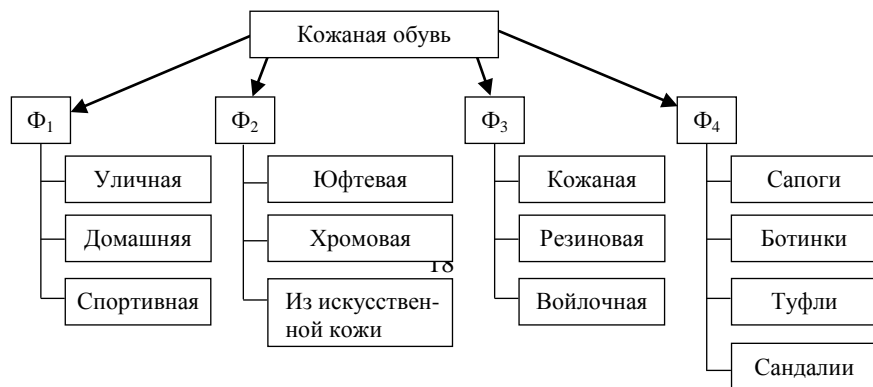 Кожаная обувь
Ф1
Ф2
Ф3
Ф4
Уличная
Юфтевая
Кожаная
Сапоги
Домашняя
Хромовая
Резиновая
Ботинки
18
Спортивная
Из искусствен-
ной кожи
Войлочная
Туфли
Сандалии